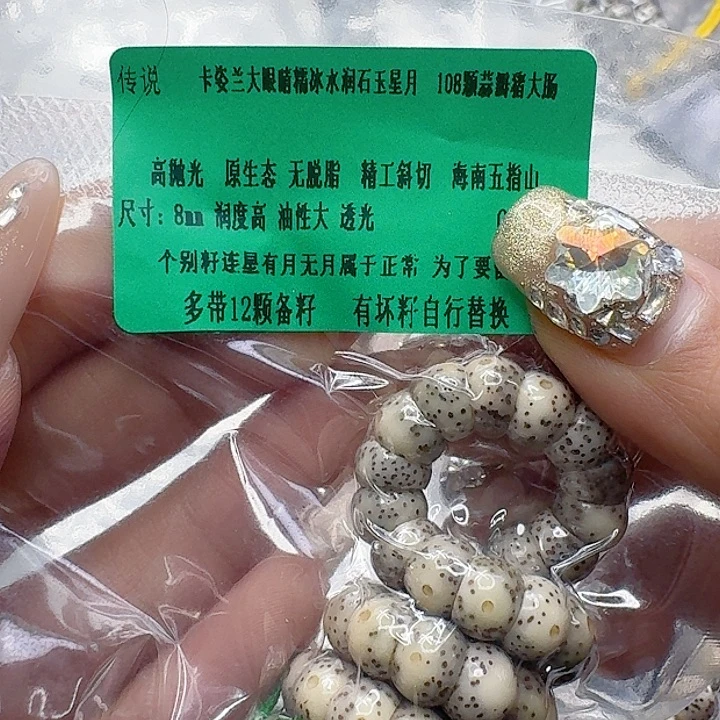 传说 卡姿兰大眼暗糯冰水润石玉星月 108颗蒜瓣猪大肠
高抛光 原生态 无脱脂 精工斜切 海南五指山
尺寸：8mm 润度高 油性大 透光
个别籽连星有月无月属于正常 为了要
多带12颗备籽 有坏籽自行替换